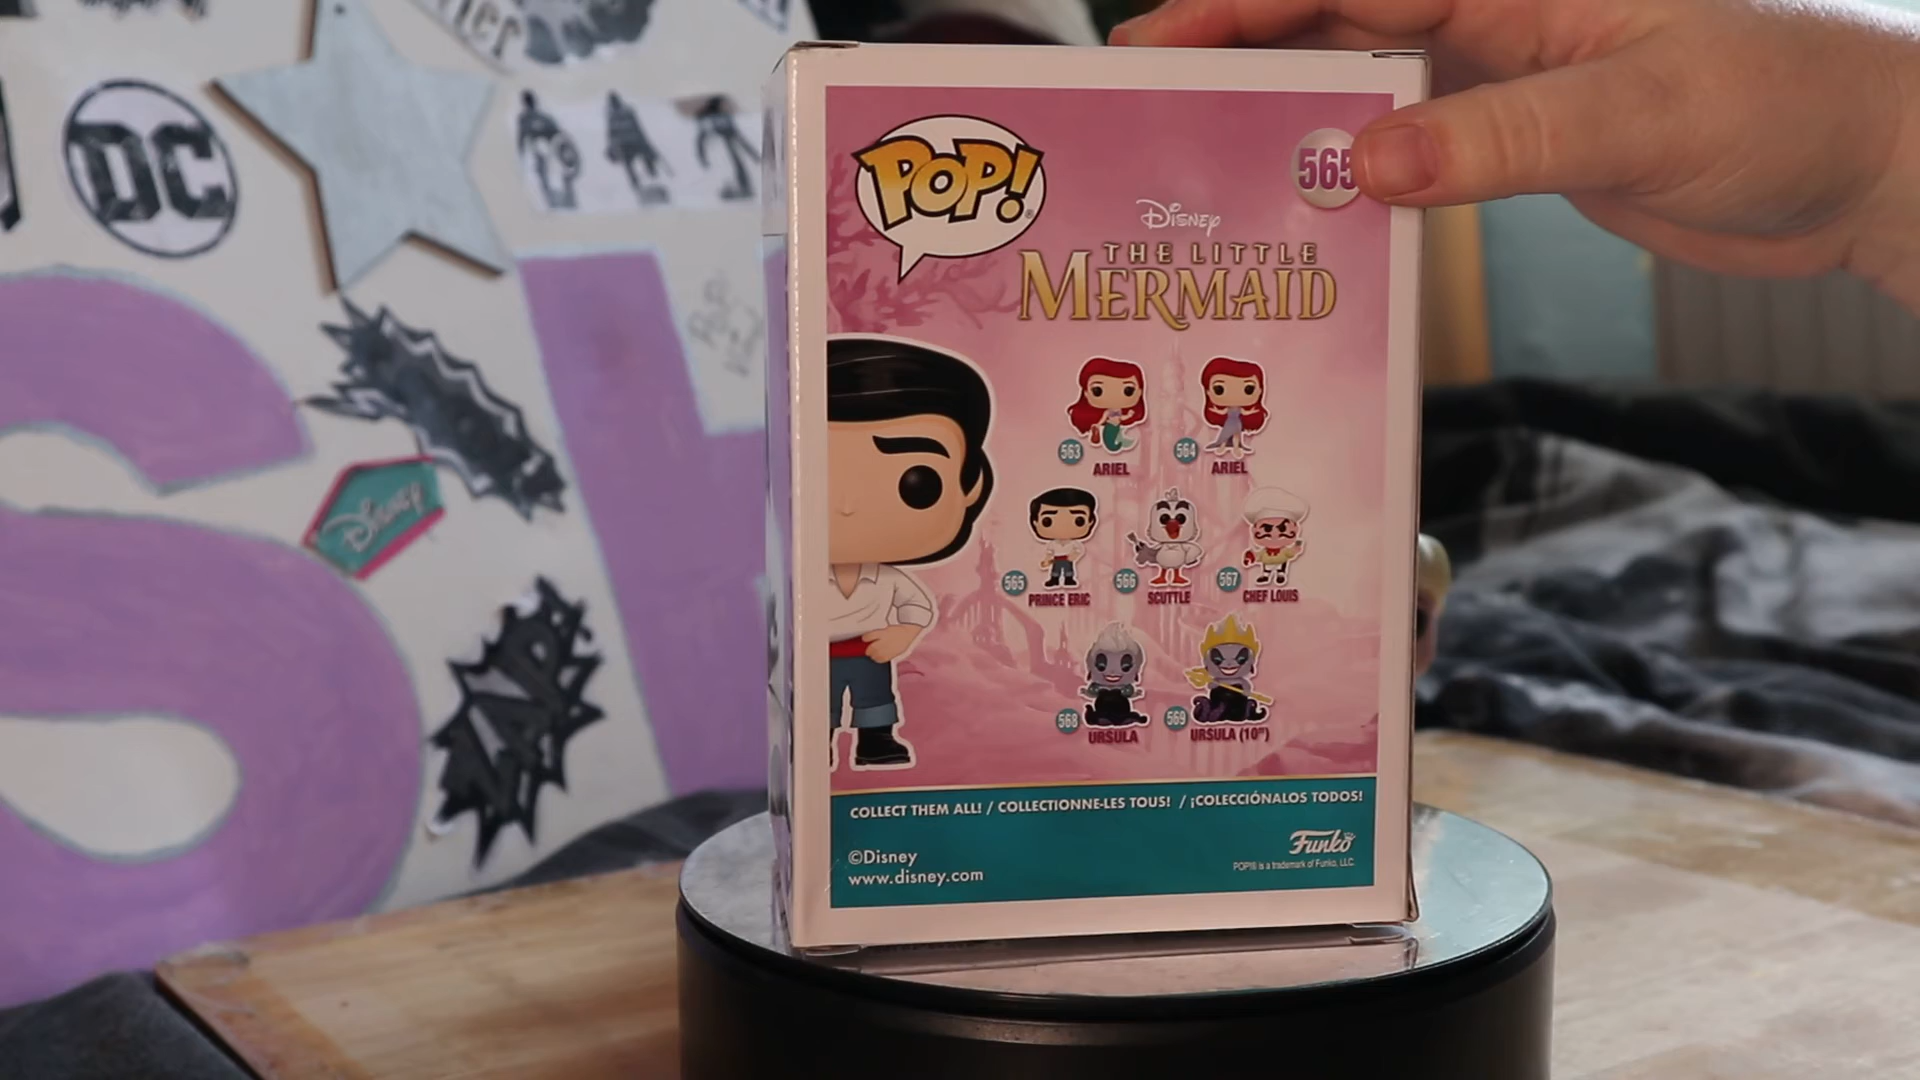 DC
Disney
ZAP
POP!
565
Disney
THE LITTLE
MERMAID
563
ARIEL
564
ARIEL
565
PRINCE ERIC
566
SCUTTLE
567
CHEF LOUIS
568
URSULA
569
URSULA (10")
COLLECT THEM ALL! / COLLECTIONNE-LES TOUS! / ¡COLECCIÓNALOS TODOS!
©Disney
www.disney.com
Funko
POP!® is a trademark of Funko, LLC.